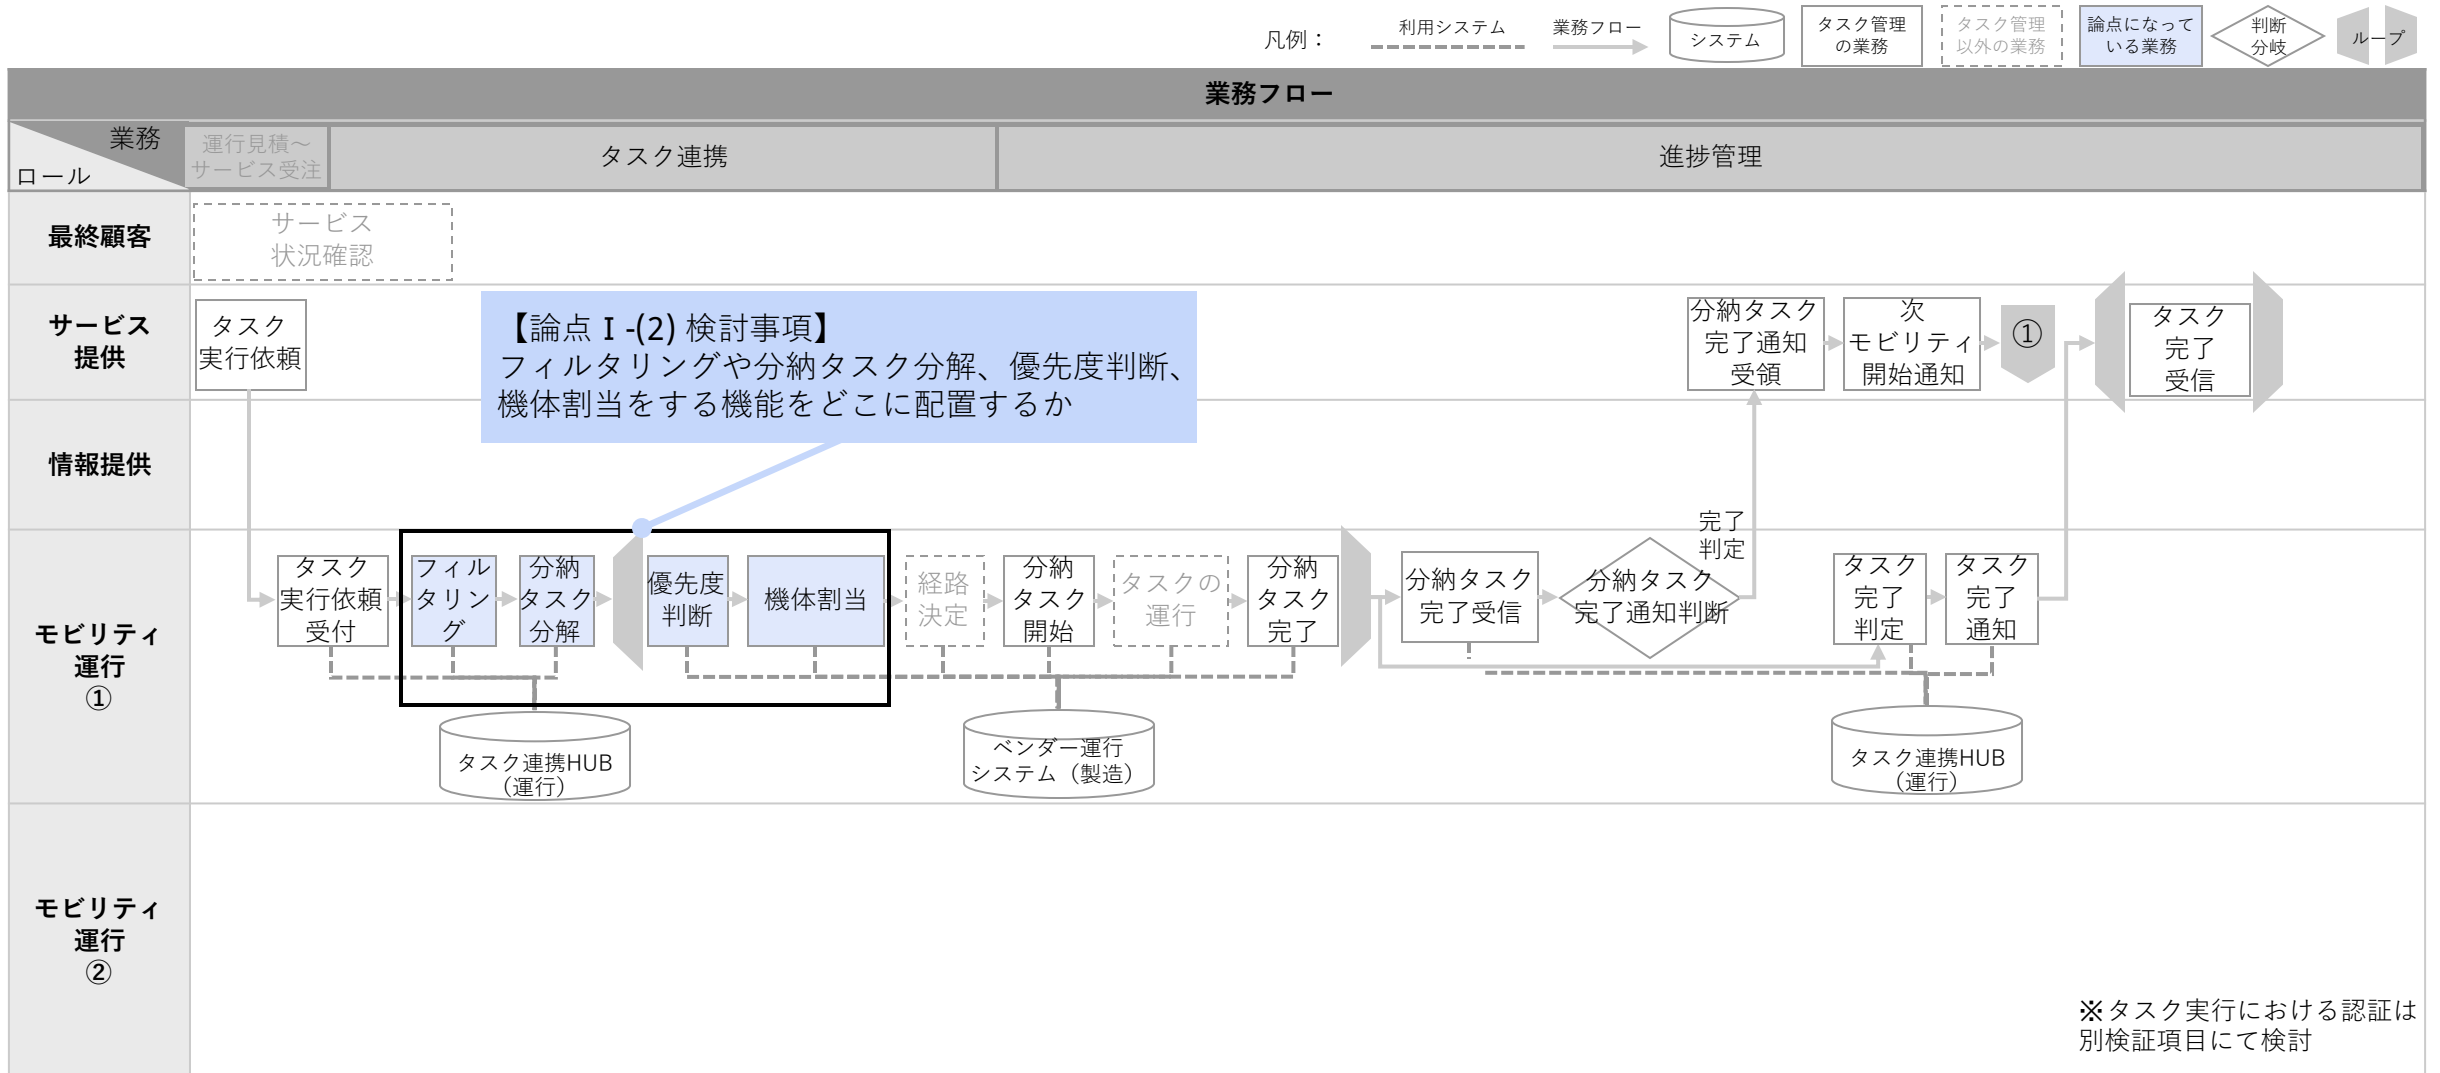 凡例：
利用システム
業務フロー
システム
タスク管理
の業務
タスク管理
以外の業務
論点になって
いる業務
判断
分岐
ループ
業務フロー
業務
ロール
運行見積～
サービス受注
タスク連携
進捗管理
最終顧客
サービス
状況確認
サービス
提供
タスク
実行依頼
【論点Ⅰ-(2) 検討事項】
フィルタリングや分納タスク分解、優先度判断、
機体割当をする機能をどこに配置するか
分納タスク
完了通知
受領
次
モビリティ
開始通知
①
タスク
完了
受信
情報提供
モビリティ
運行
①
タスク
実行依頼
受付
フィル
タリン
グ
分納
タスク
分解
優先度
判断
機体割当
経路
決定
分納
タスク
開始
タスクの
運行
分納
タスク
完了
分納タスク
完了受信
分納タスク
完了通知判断
完了
判定
タスク
完了
判定
タスク
完了
通知
タスク連携HUB
（運行）
ベンダー運行
システム（製造）
タスク連携HUB
（運行）
モビリティ
運行
②
※タスク実行における認証は
別検証項目にて検討